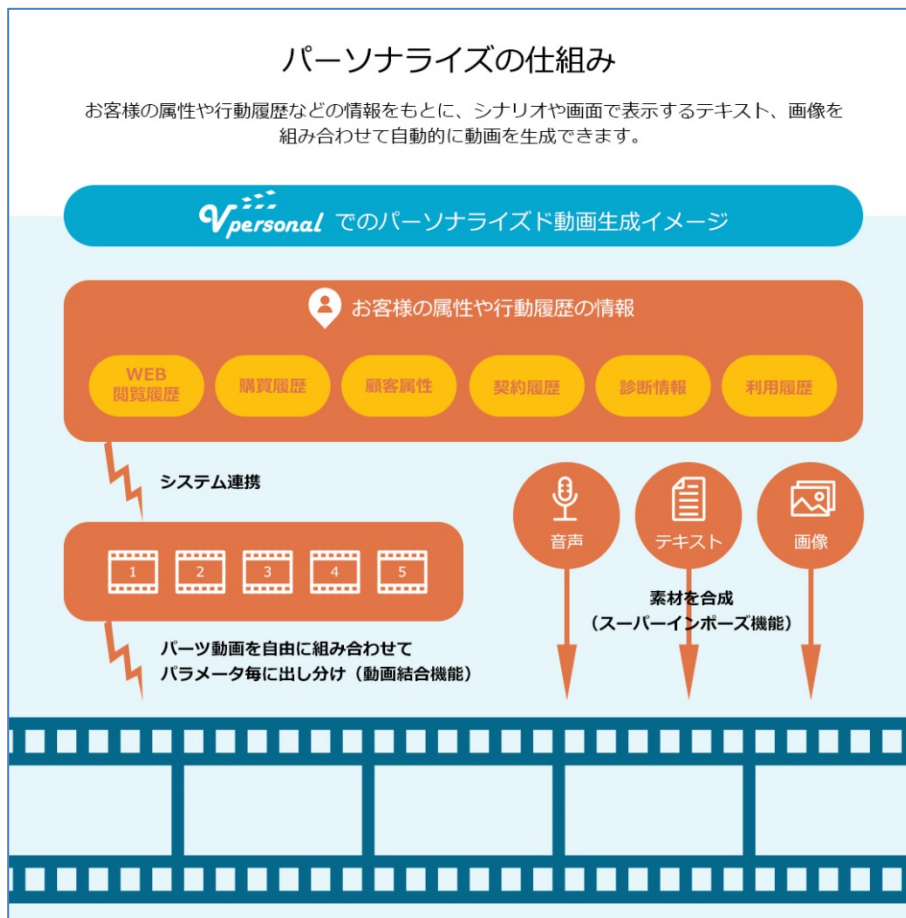 パーソナライズの仕組み
お客様の属性や行動履歴などの情報をもとに、シナリオや画面で表示するテキスト、画像を
組み合わせて自動的に動画を生成できます。
Vpersonal でのパーソナライズド動画生成イメージ
お客様の属性や行動履歴の情報
WEB
閲覧履歴
購買履歴
顧客属性
契約履歴
診断情報
利用履歴
システム連携
音声
テキスト
画像
1 2 3 4 5
素材を合成
（スーパーインポーズ機能）
パーツ動画を自由に組み合わせて
パラメータ毎に出し分け（動画結合機能）